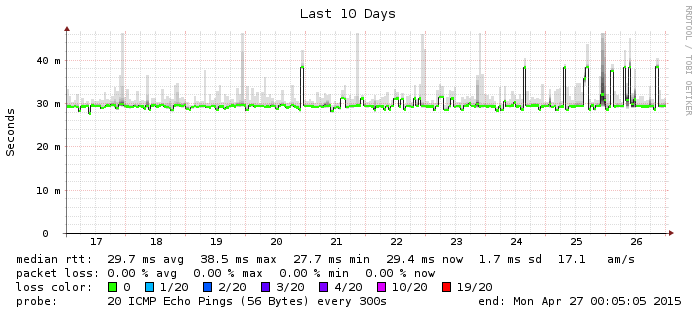 Last 10 Days
RRDTOOL / TOBI OETIKER
Seconds
40 m
30 m
20 m
10 m
0
17 18 19 20 21 22 23 24 25 26
median rtt: 29.7 ms avg 38.5 ms max 27.7 ms min 29.4 ms now 1.7 ms sd 17.1 am/s
packet loss: 0.00 % avg 0.00 % max 0.00 % min 0.00 % now
loss color: 0 1/20 2/20 3/20 4/20 10/20 19/20
probe: 20 ICMP Echo Pings (56 Bytes) every 300s end: Mon Apr 27 00:05:05 2015